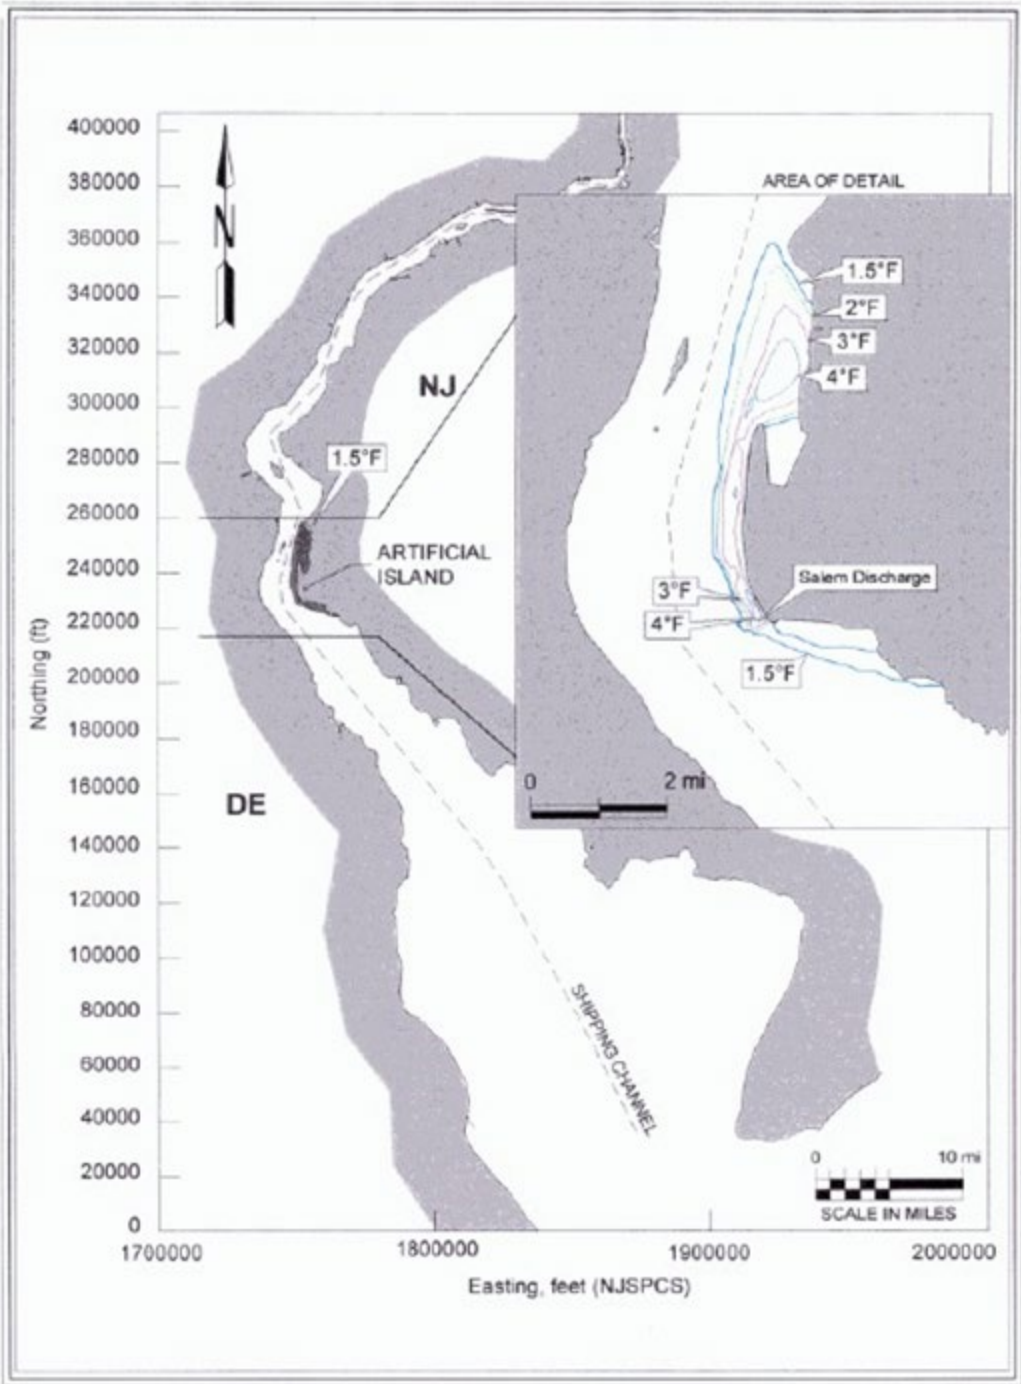 400000
380000
360000
340000
320000
300000
280000
260000
240000
220000
200000
180000
160000
140000
120000
100000
80000
60000
40000
20000
0
Northing (ft)
N
AREA OF DETAIL
1.5°F
2°F
3°F
4°F
NJ
1.5°F
ARTIFICIAL
ISLAND
Salem Discharge
3°F
4°F
1.5°F
0 2 mi
DE
SHIPPING CHANNEL
0 10 mi
SCALE IN MILES
1700000 1800000 1900000 2000000
Easting, feet (NJSPCS)